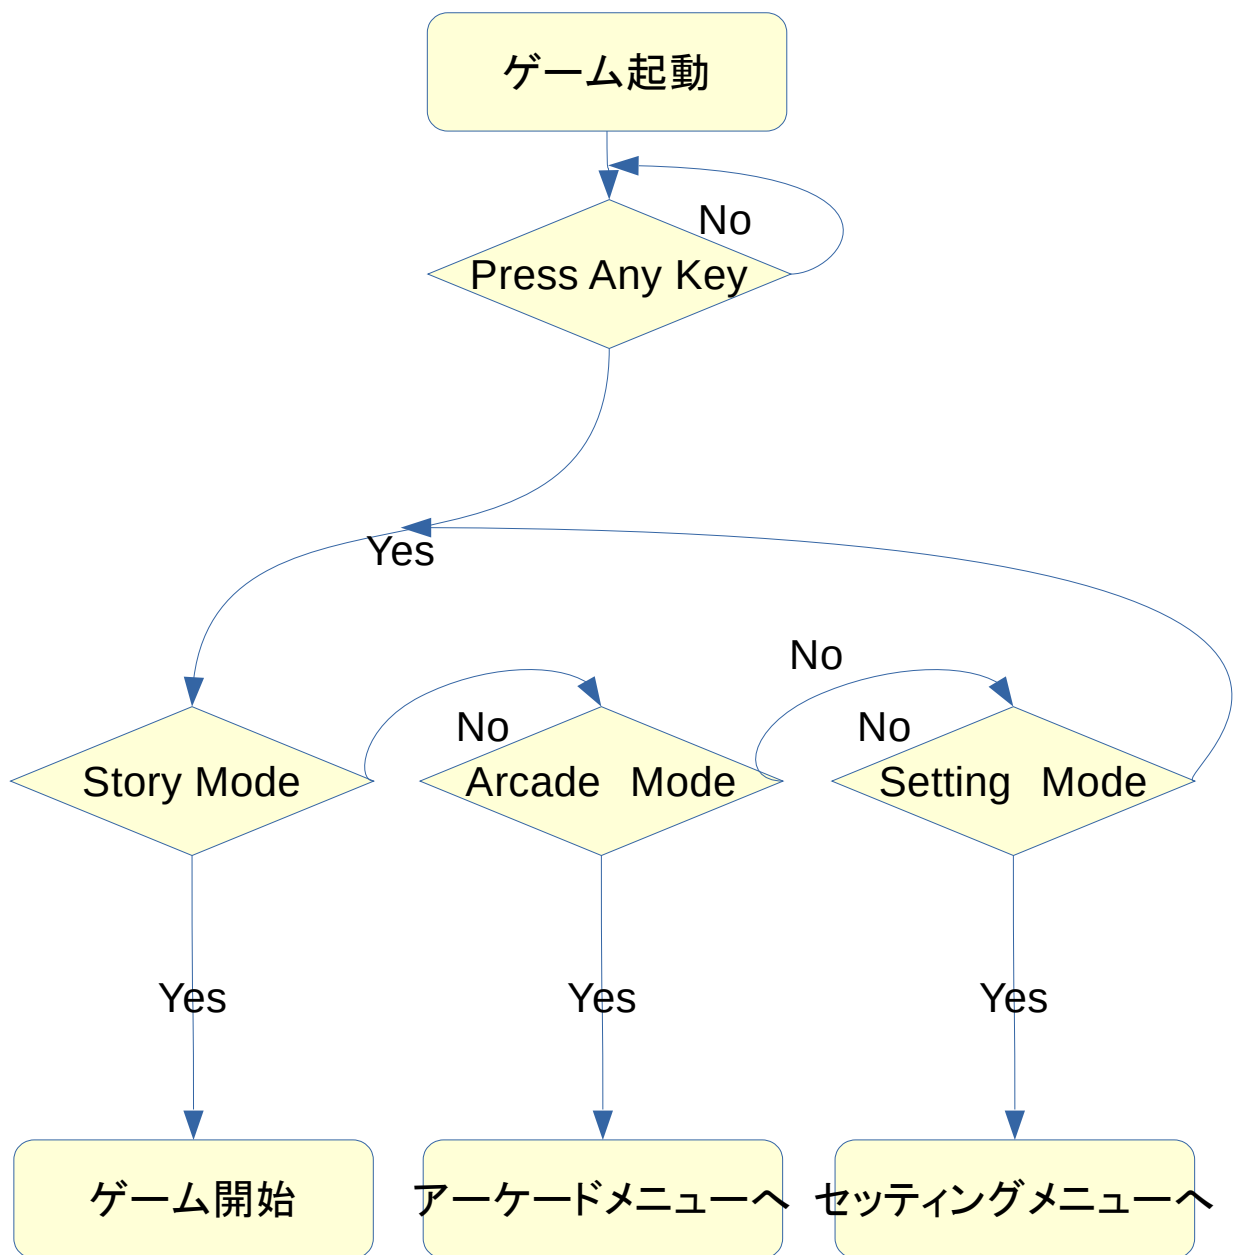 ゲーム起動
No
Press Any Key
Yes
No
No
No
Story Mode
Arcade  Mode
Setting  Mode
Yes
Yes
Yes
ゲーム開始
アーケードメニューへ
セッティングメニューへ